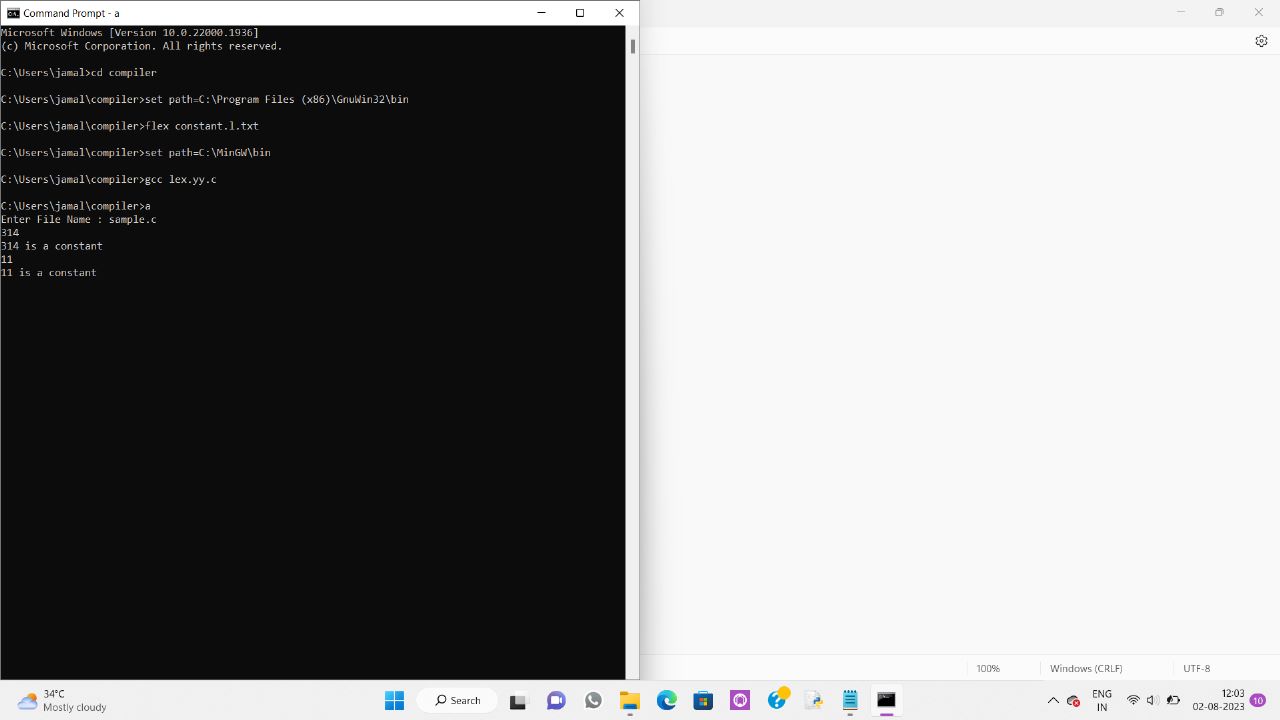 Command Prompt - a
Microsoft Windows [Version 10.0.22000.1936]
(c) Microsoft Corporation. All rights reserved.
C:\Users\jamal>cd compiler
C:\Users\jamal\compiler>set path=C:\Program Files (x86)\GnuWin32\bin
C:\Users\jamal\compiler>flex constant.l.txt
C:\Users\jamal\compiler>set path=C:\MinGW\bin
C:\Users\jamal\compiler>gcc lex.yy.c
C:\Users\jamal\compiler>a
Enter File Name : sample.c
314
314 is a constant
11
11 is a constant
100%
Windows (CRLF)
UTF-8
34°C
Mostly cloudy
Search
ENG
IN
12:03
02-08-2023
10